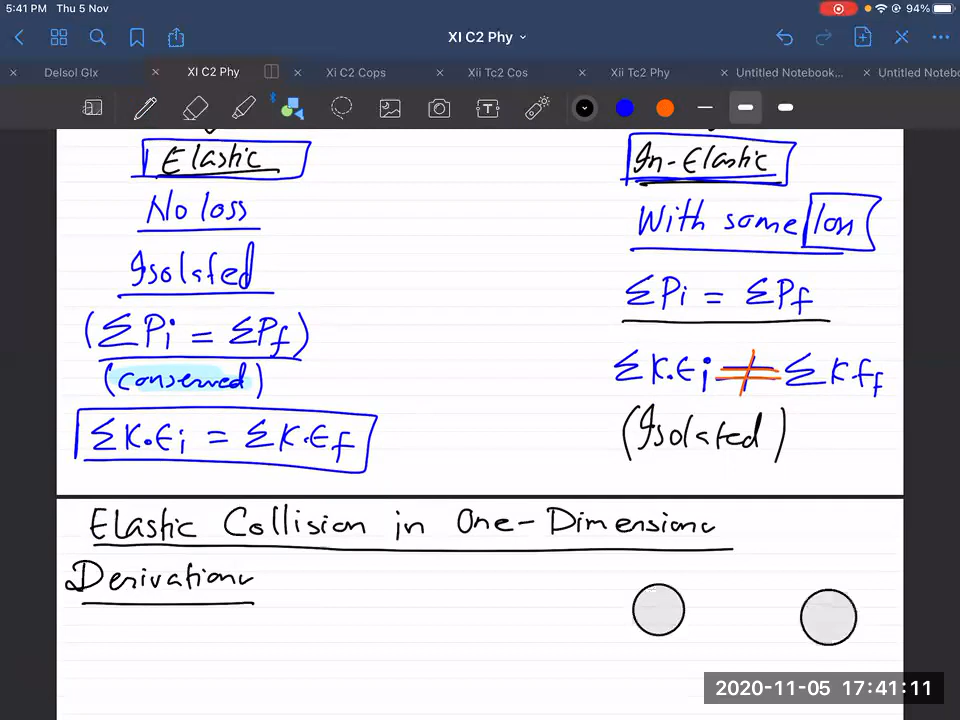 5:41 PM Thu 5 Nov
94%
XI C2 Phy
Delsol Glx
XI C2 Phy
Xi C2 Cops
Xii Tc2 Cos
Xii Tc2 Phy
Untitled Notebook...
Untitled Notebo
Elastic
No loss
Isolated
(ΣPi = ΣPf)
(conserved)
ΣK.Ei = ΣK.Ef
In-Elastic
With some loss
ΣPi = ΣPf
ΣK.Ei ≠ ΣKEf
(Isolated)
Elastic Collision in One-Dimension
Derivation
2020-11-05 17:41:11